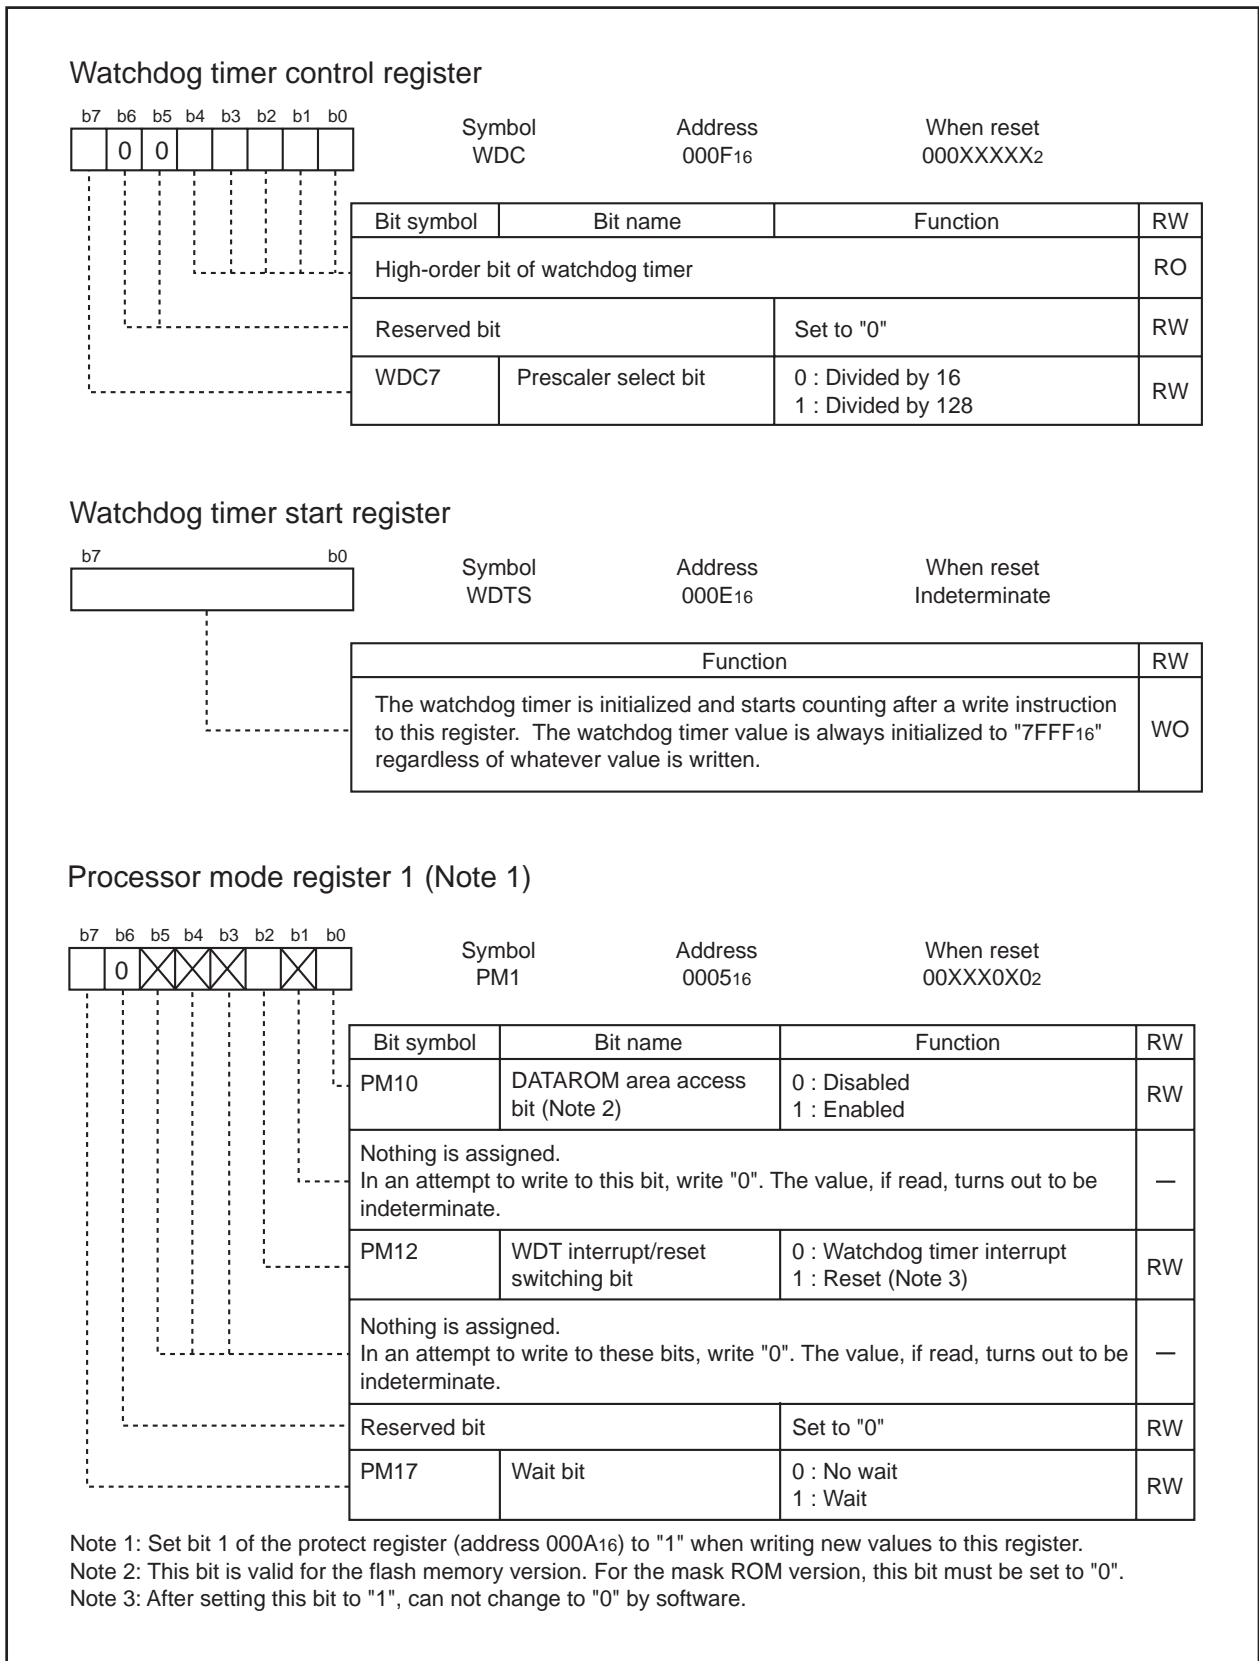 Watchdog timer control register
b7 b6 b5 b4 b3 b2 b1 b0
Symbol Address When reset
0 0
WDC 000F16 000XXXXX2
Bit symbol Bit name Function RW
High-order bit of watchdog timer RO
Reserved bit Set to "0" RW
WDC7 Prescaler select bit 0 : Divided by 16 RW
1 : Divided by 128
Watchdog timer start register
b7 b0
Symbol Address When reset
WDTS 000E16 Indeterminate
Function RW
The watchdog timer is initialized and starts counting after a write instruction
to this register. The watchdog timer value is always initialized to "7FFF16" WO
regardless of whatever value is written.
Processor mode register 1 (Note 1)
b7 b6 b5 b4 b3 b2 b1 b0
Symbol Address When reset
0
PM1 000516 00XXX0X02
Bit symbol Bit name Function RW
PM10 DATAROM area access 0 : Disabled RW
bit (Note 2) 1 : Enabled
Nothing is assigned.
In an attempt to write to this bit, write "0". The value, if read, turns out to be —
indeterminate.
PM12 WDT interrupt/reset 0 : Watchdog timer interrupt RW
switching bit 1 : Reset (Note 3)
Nothing is assigned.
In an attempt to write to these bits, write "0". The value, if read, turns out to be —
indeterminate.
Reserved bit Set to "0" RW
PM17 Wait bit 0 : No wait RW
1 : Wait
Note 1: Set bit 1 of the protect register (address 000A16) to "1" when writing new values to this register.
Note 2: This bit is valid for the flash memory version. For the mask ROM version, this bit must be set to "0".
Note 3: After setting this bit to "1", can not change to "0" by software.